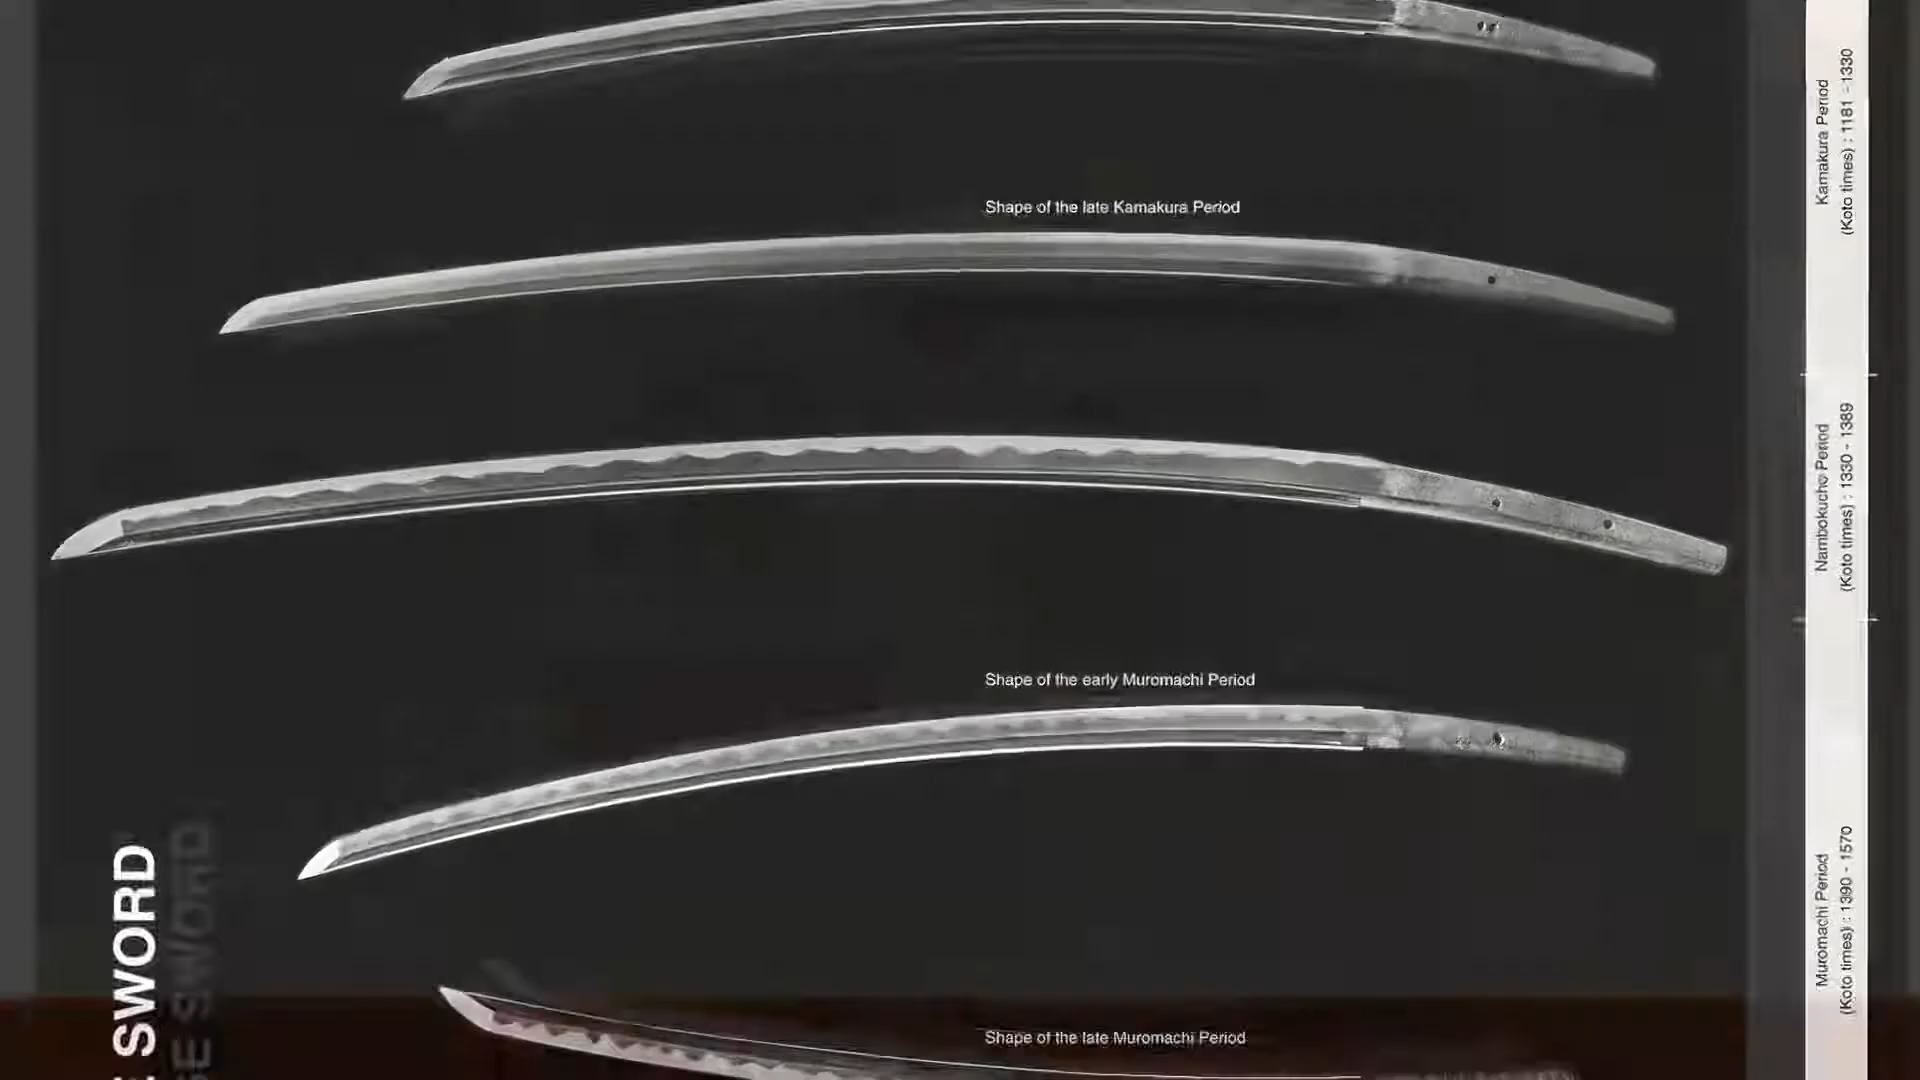 Shape of the late Kamakura Period
Shape of the early Muromachi Period
Shape of the late Muromachi Period
Kamakura Period
(Koto times) : 1181 - 1330
Nambokucho Period
(Koto times) : 1330 - 1389
Muromachi Period
(Koto times) : 1390 - 1570
SWORD
SWORD